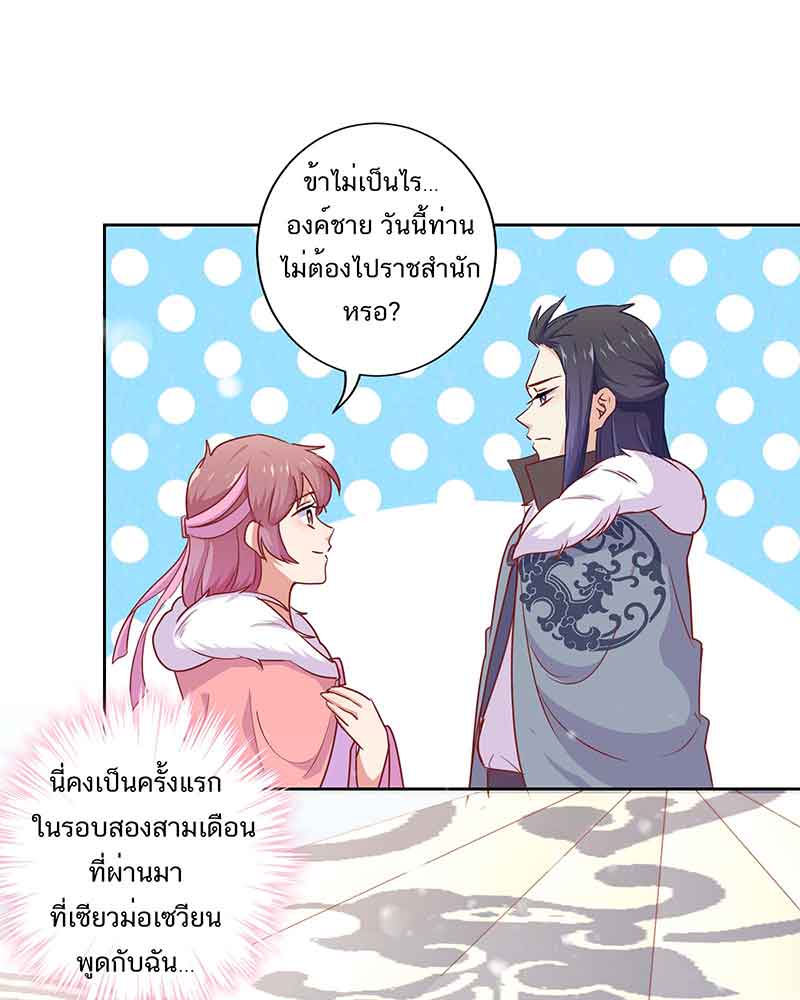 ข้าไม่เป็นไร...
องค์ชาย วันนี้ท่าน
ไม่ต้องไปราชสำนัก
หรอ?
นี่คงเป็นครั้งแรก
ในรอบสองสามเดือน
ที่ผ่านมา
ที่เซียวม่อเซวียน
พูดกับฉัน...